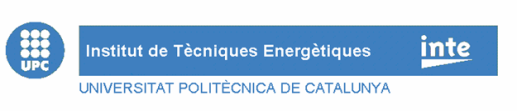 UPC
Institut de Tècniques Energètiques
inte
UNIVERSITAT POLITÈCNICA DE CATALUNYA